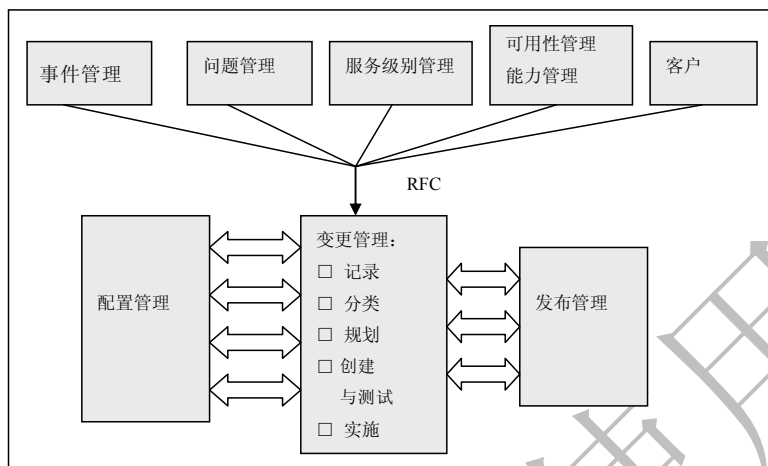 事件管理
问题管理
服务级别管理
可用性管理
能力管理
客户
RFC
配置管理
变更管理：
□ 记录
□ 分类
□ 规划
□ 创建
与测试
□ 实施
发布管理
用